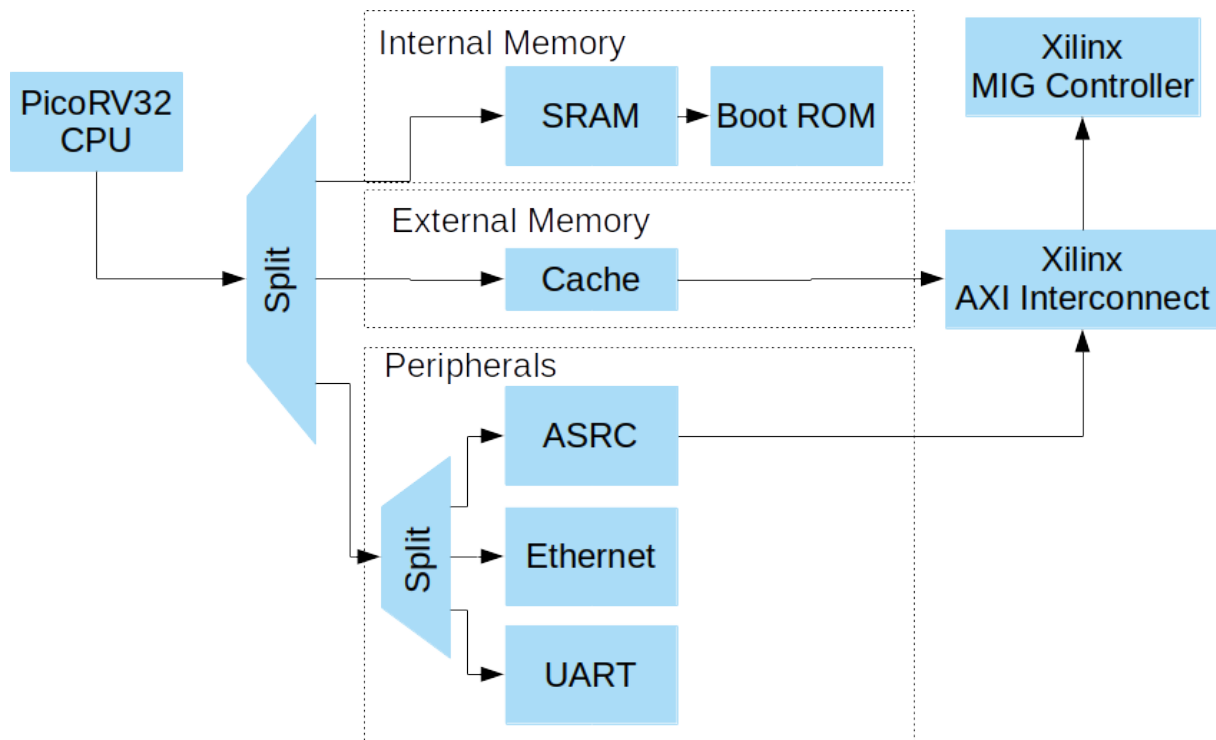 PicoRV32
CPU
Split
Internal Memory
SRAM
Boot ROM
External Memory
Cache
Xilinx
MIG Controller
Xilinx
AXI Interconnect
Peripherals
Split
ASRC
Ethernet
UART